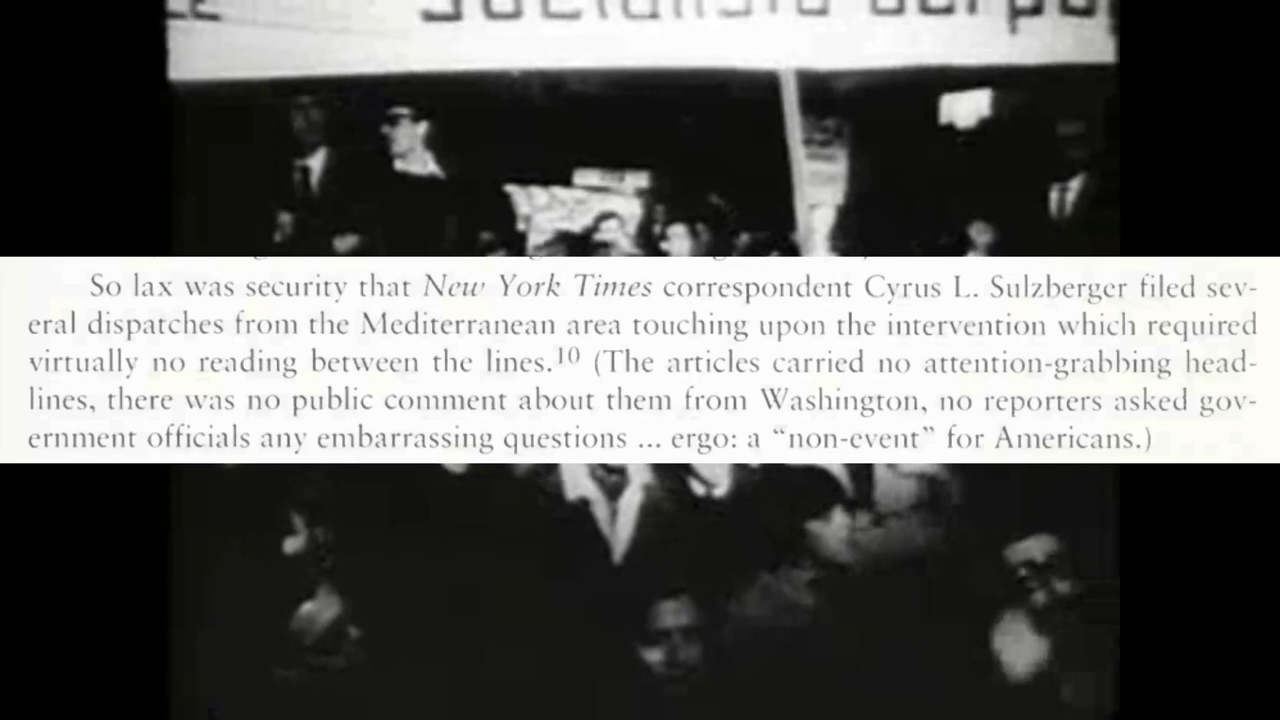 So lax was security that New York Times correspondent Cyrus L. Sulzberger filed sev-
eral dispatches from the Mediterranean area touching upon the intervention which required
virtually no reading between the lines.¹⁰ (The articles carried no attention-grabbing head-
lines, there was no public comment about them from Washington, no reporters asked gov-
ernment officials any embarrassing questions ... ergo: a “non-event” for Americans.)